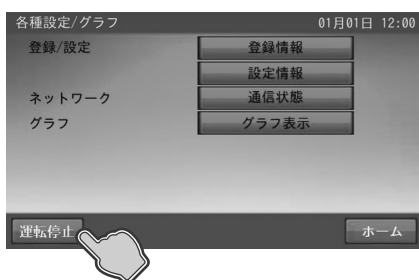 各種設定/グラフ 01月01日 12:00
登録/設定 登録情報
設定情報
ネットワーク 通信状態
グラフ グラフ表示
運転停止 ホーム